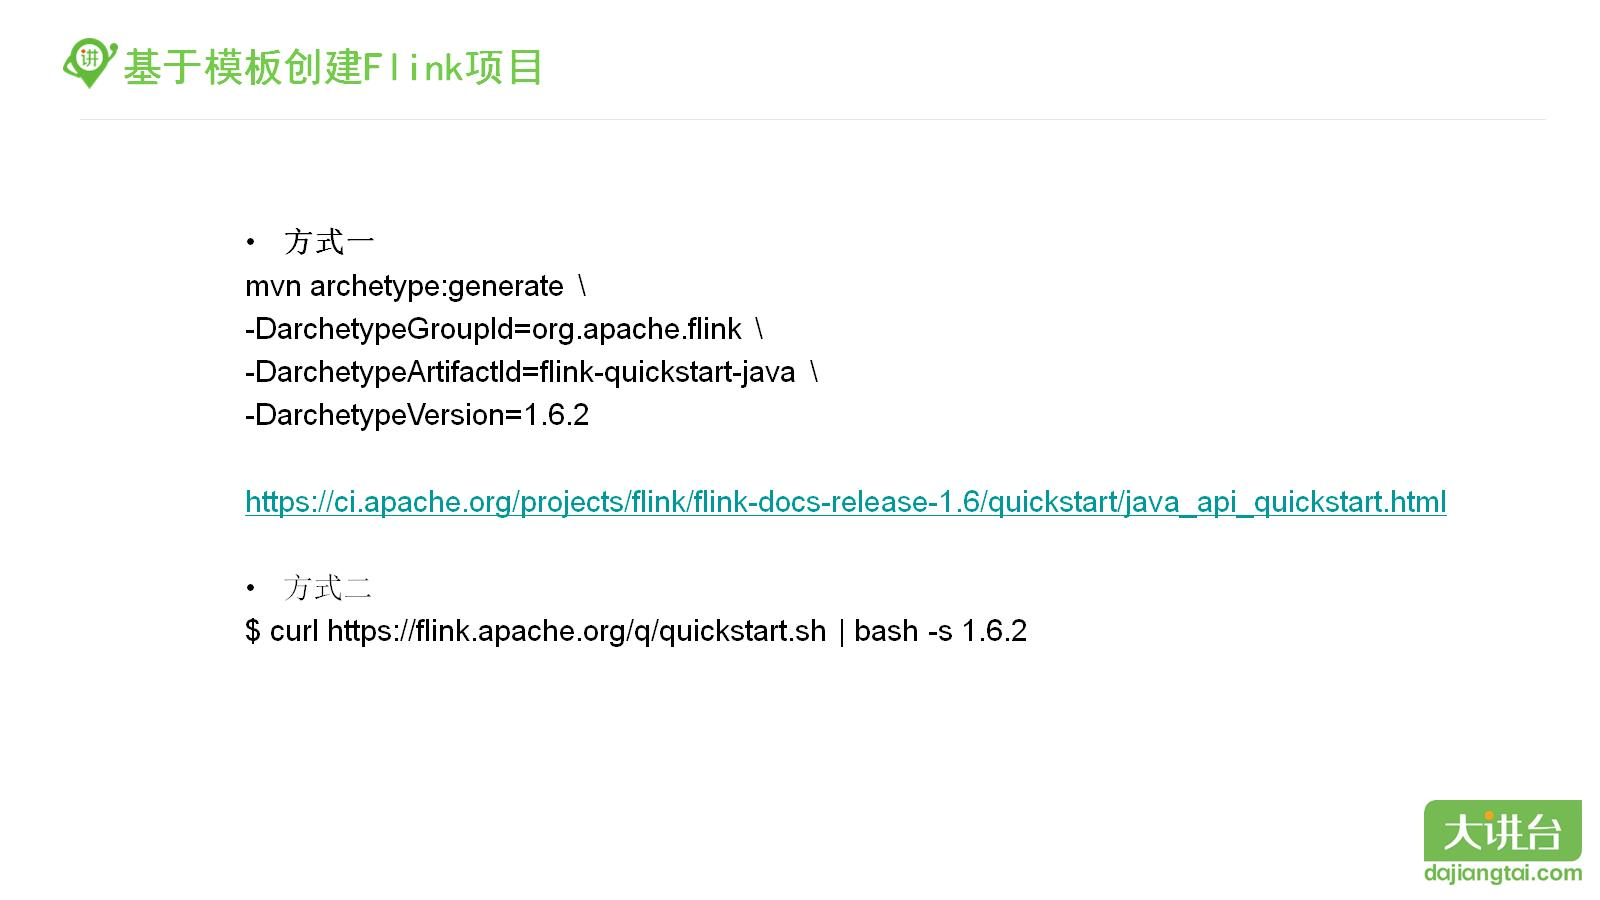 讲
基于模板创建Flink项目
• 方式一
mvn archetype:generate \
-DarchetypeGroupId=org.apache.flink \
-DarchetypeArtifactId=flink-quickstart-java \
-DarchetypeVersion=1.6.2
https://ci.apache.org/projects/flink/flink-docs-release-1.6/quickstart/java_api_quickstart.html
• 方式二
$ curl https://flink.apache.org/q/quickstart.sh | bash -s 1.6.2
大讲台
dajiangtai.com